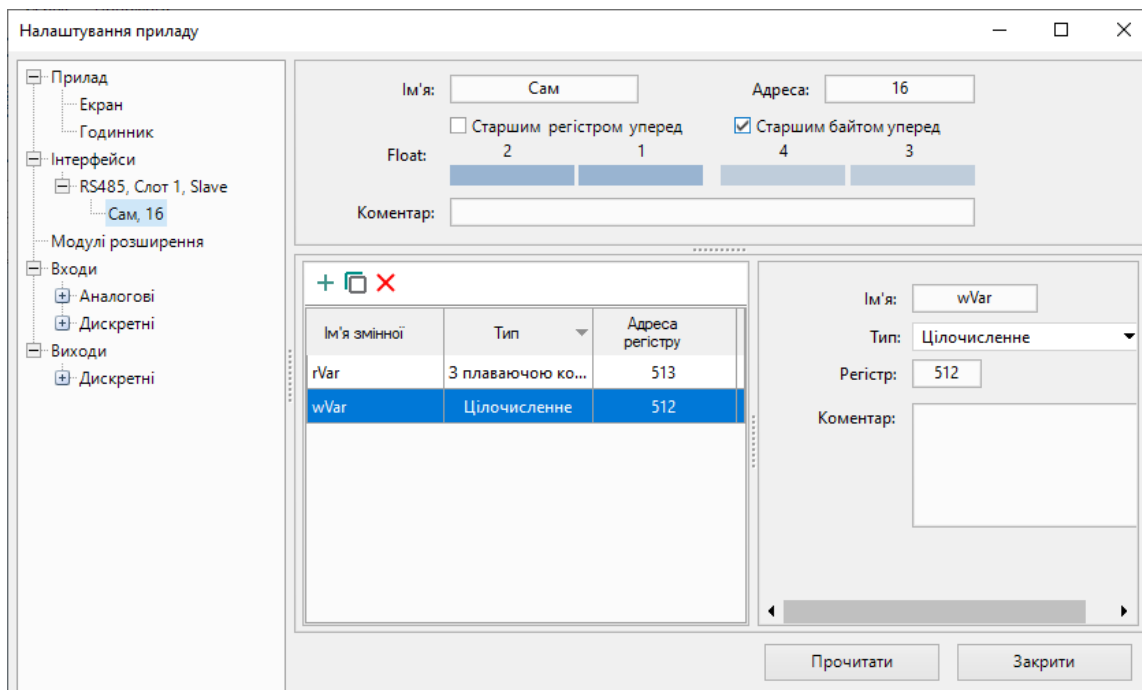 Налаштування приладу
Прилад
Екран
Годинник
Інтерфейси
RS485, Слот 1, Slave
Сам, 16
Модулі розширення
Входи
Аналогові
Дискретні
Виходи
Дискретні
Ім'я: Сам Адреса: 16
Старшим регістром уперед Старшим байтом уперед
Float: 2 1 4 3
Коментар:
Ім'я змінної Тип Адреса регістру
rVar З плаваючою ко... 513
wVar Цілочисленне 512
Ім'я: wVar
Тип: Цілочисленне
Регістр: 512
Коментар:
Прочитати Закрити